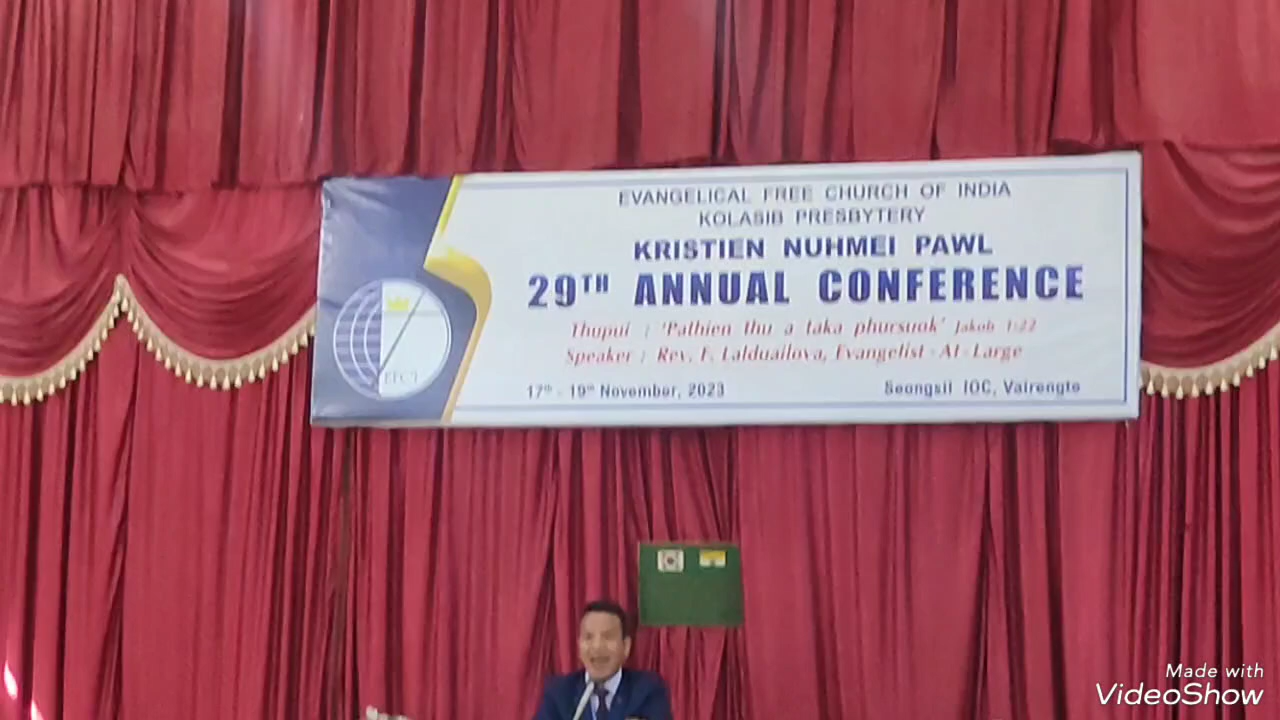 EVANGELICAL FREE CHURCH OF INDIA
KOLASIB PRESBYTERY
KRISTIEN NUHMEI PAWL
29TH ANNUAL CONFERENCE
Thupui : 'Pathien thu a taka phursuok' Jakob 1:22
Speaker : Rev. F. Lalduailova, Evangelist - At - Large
17th - 19th November, 2023
Seongsil IOC, Vairengte
EFCI
Made with
VideoShow